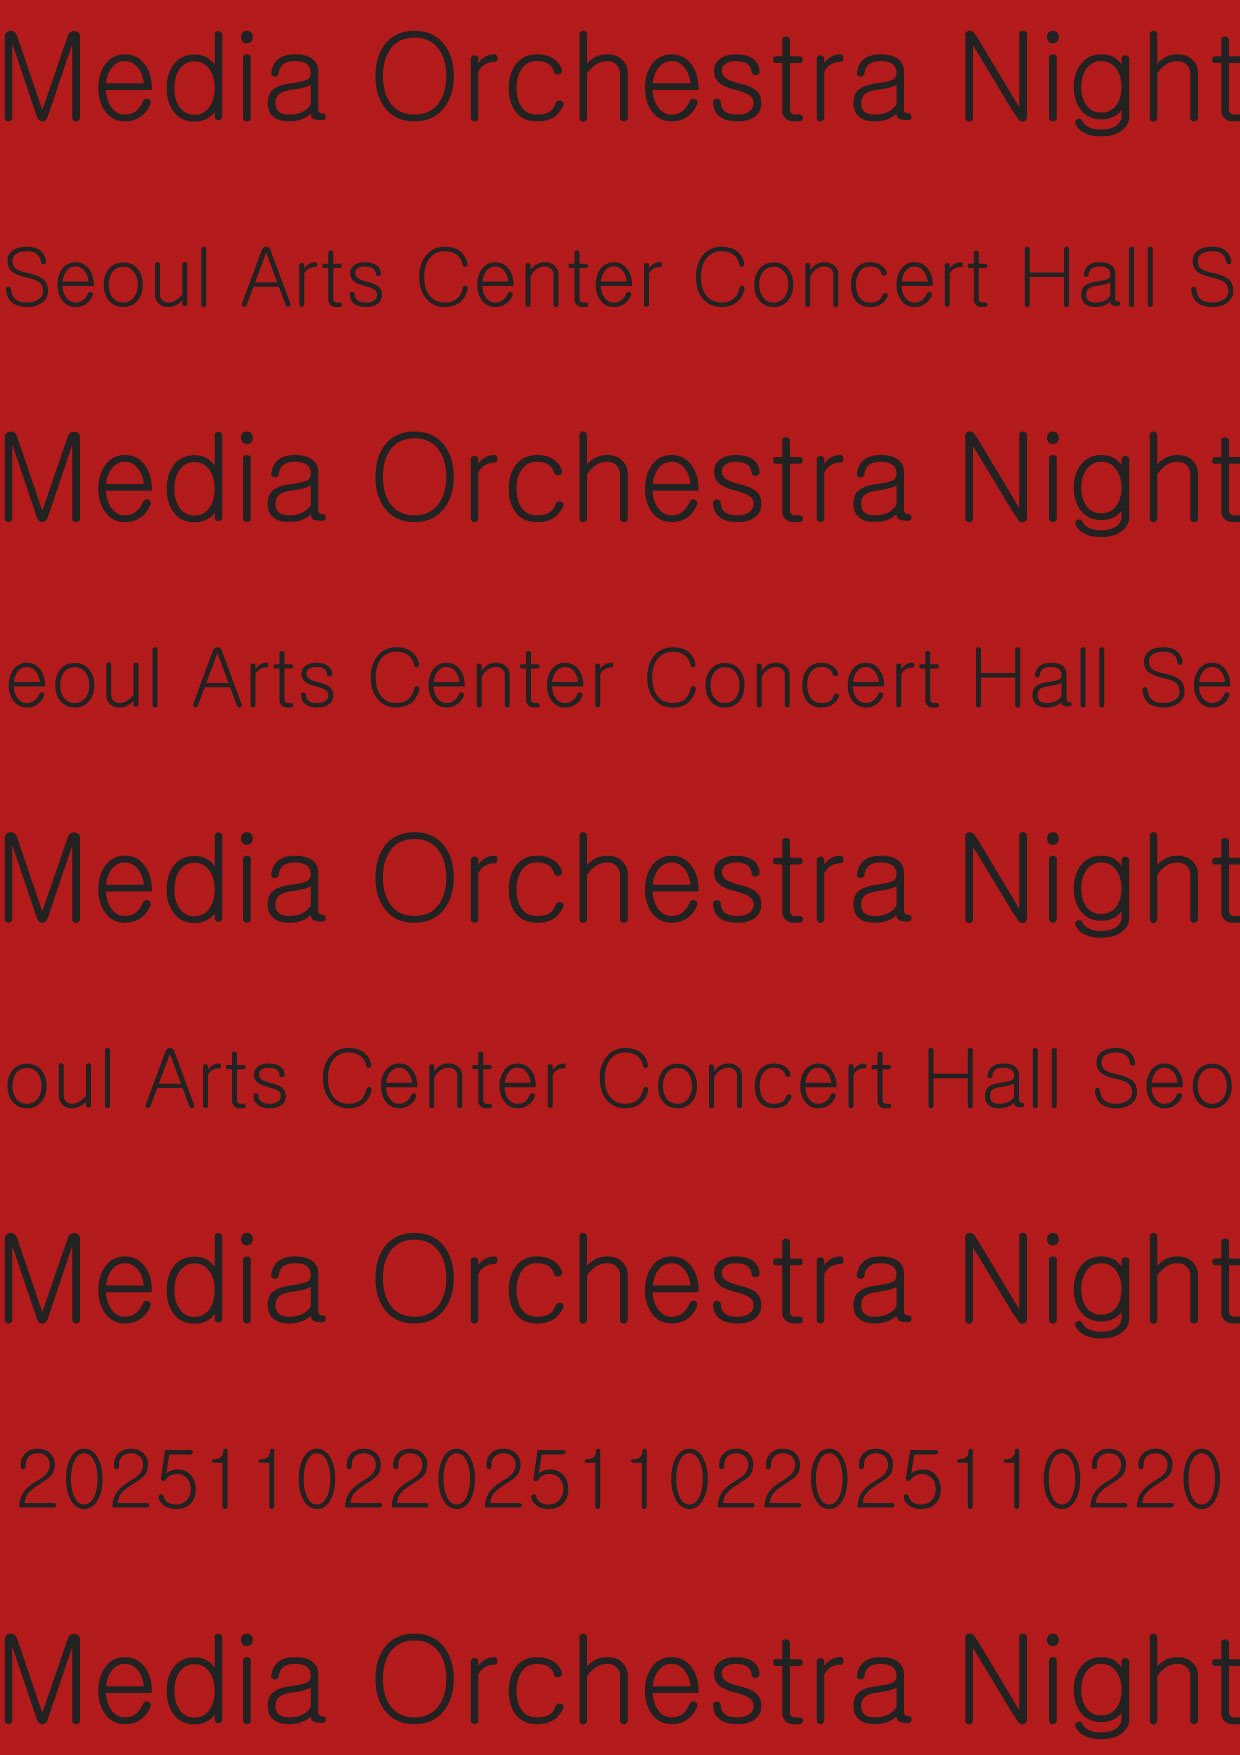 Media Orchestra Night
Seoul Arts Center Concert Hall S
Media Orchestra Night
eoul Arts Center Concert Hall Se
Media Orchestra Night
oul Arts Center Concert Hall Seo
Media Orchestra Night
20251102202511022025110220
Media Orchestra Night